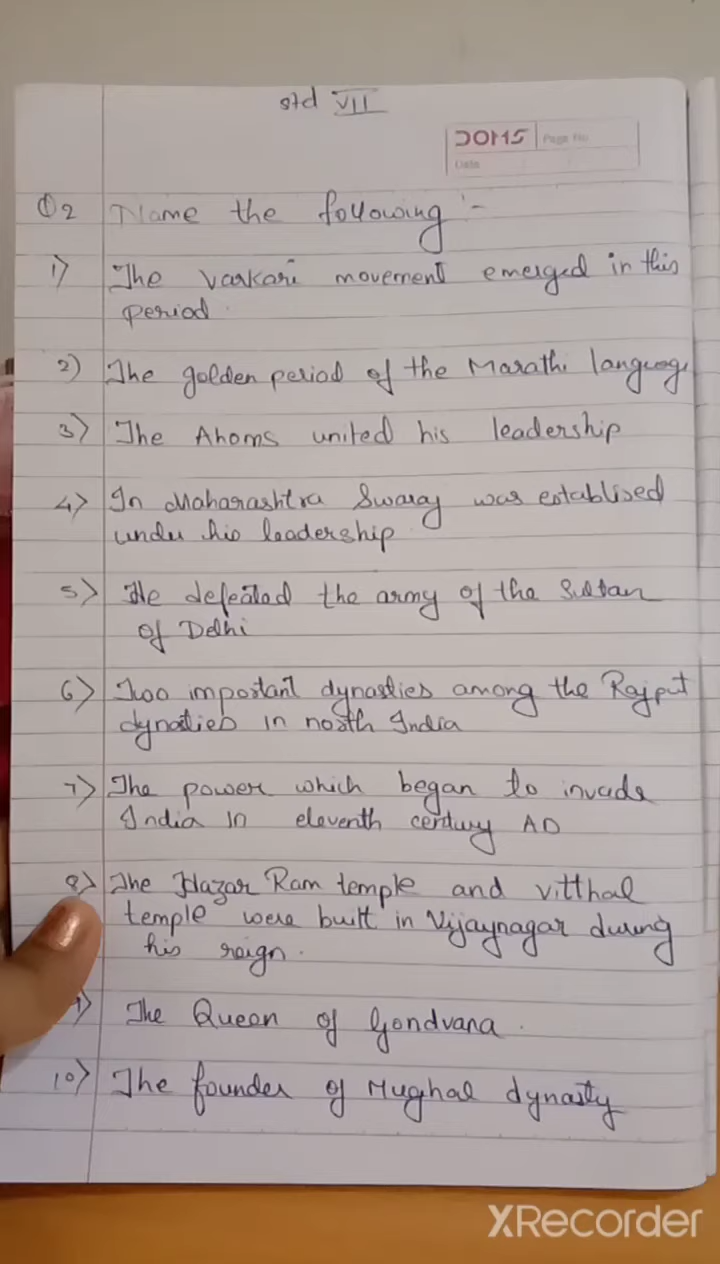 std VII
DOMS Page No
Date
Q2 Name the following :-
1) The varkari movement emerged in this
period.
2) The golden period of the Marathi language
3) The Ahoms united his leadership
4) In Maharashtra Swaraj was establised
under his leadership
5) He defeated the army of the Sultan
of Delhi
6) Two important dynasties among the Rajput
dynaties in north India
7) The power which began to invade
India in eleventh century AD
8) The Hazar Ram temple and vitthal
temple were built in Vijaynagar during
his reign.
9) The Queen of Gondvana.
10) The founder of Mughal dynasty
XRecorder